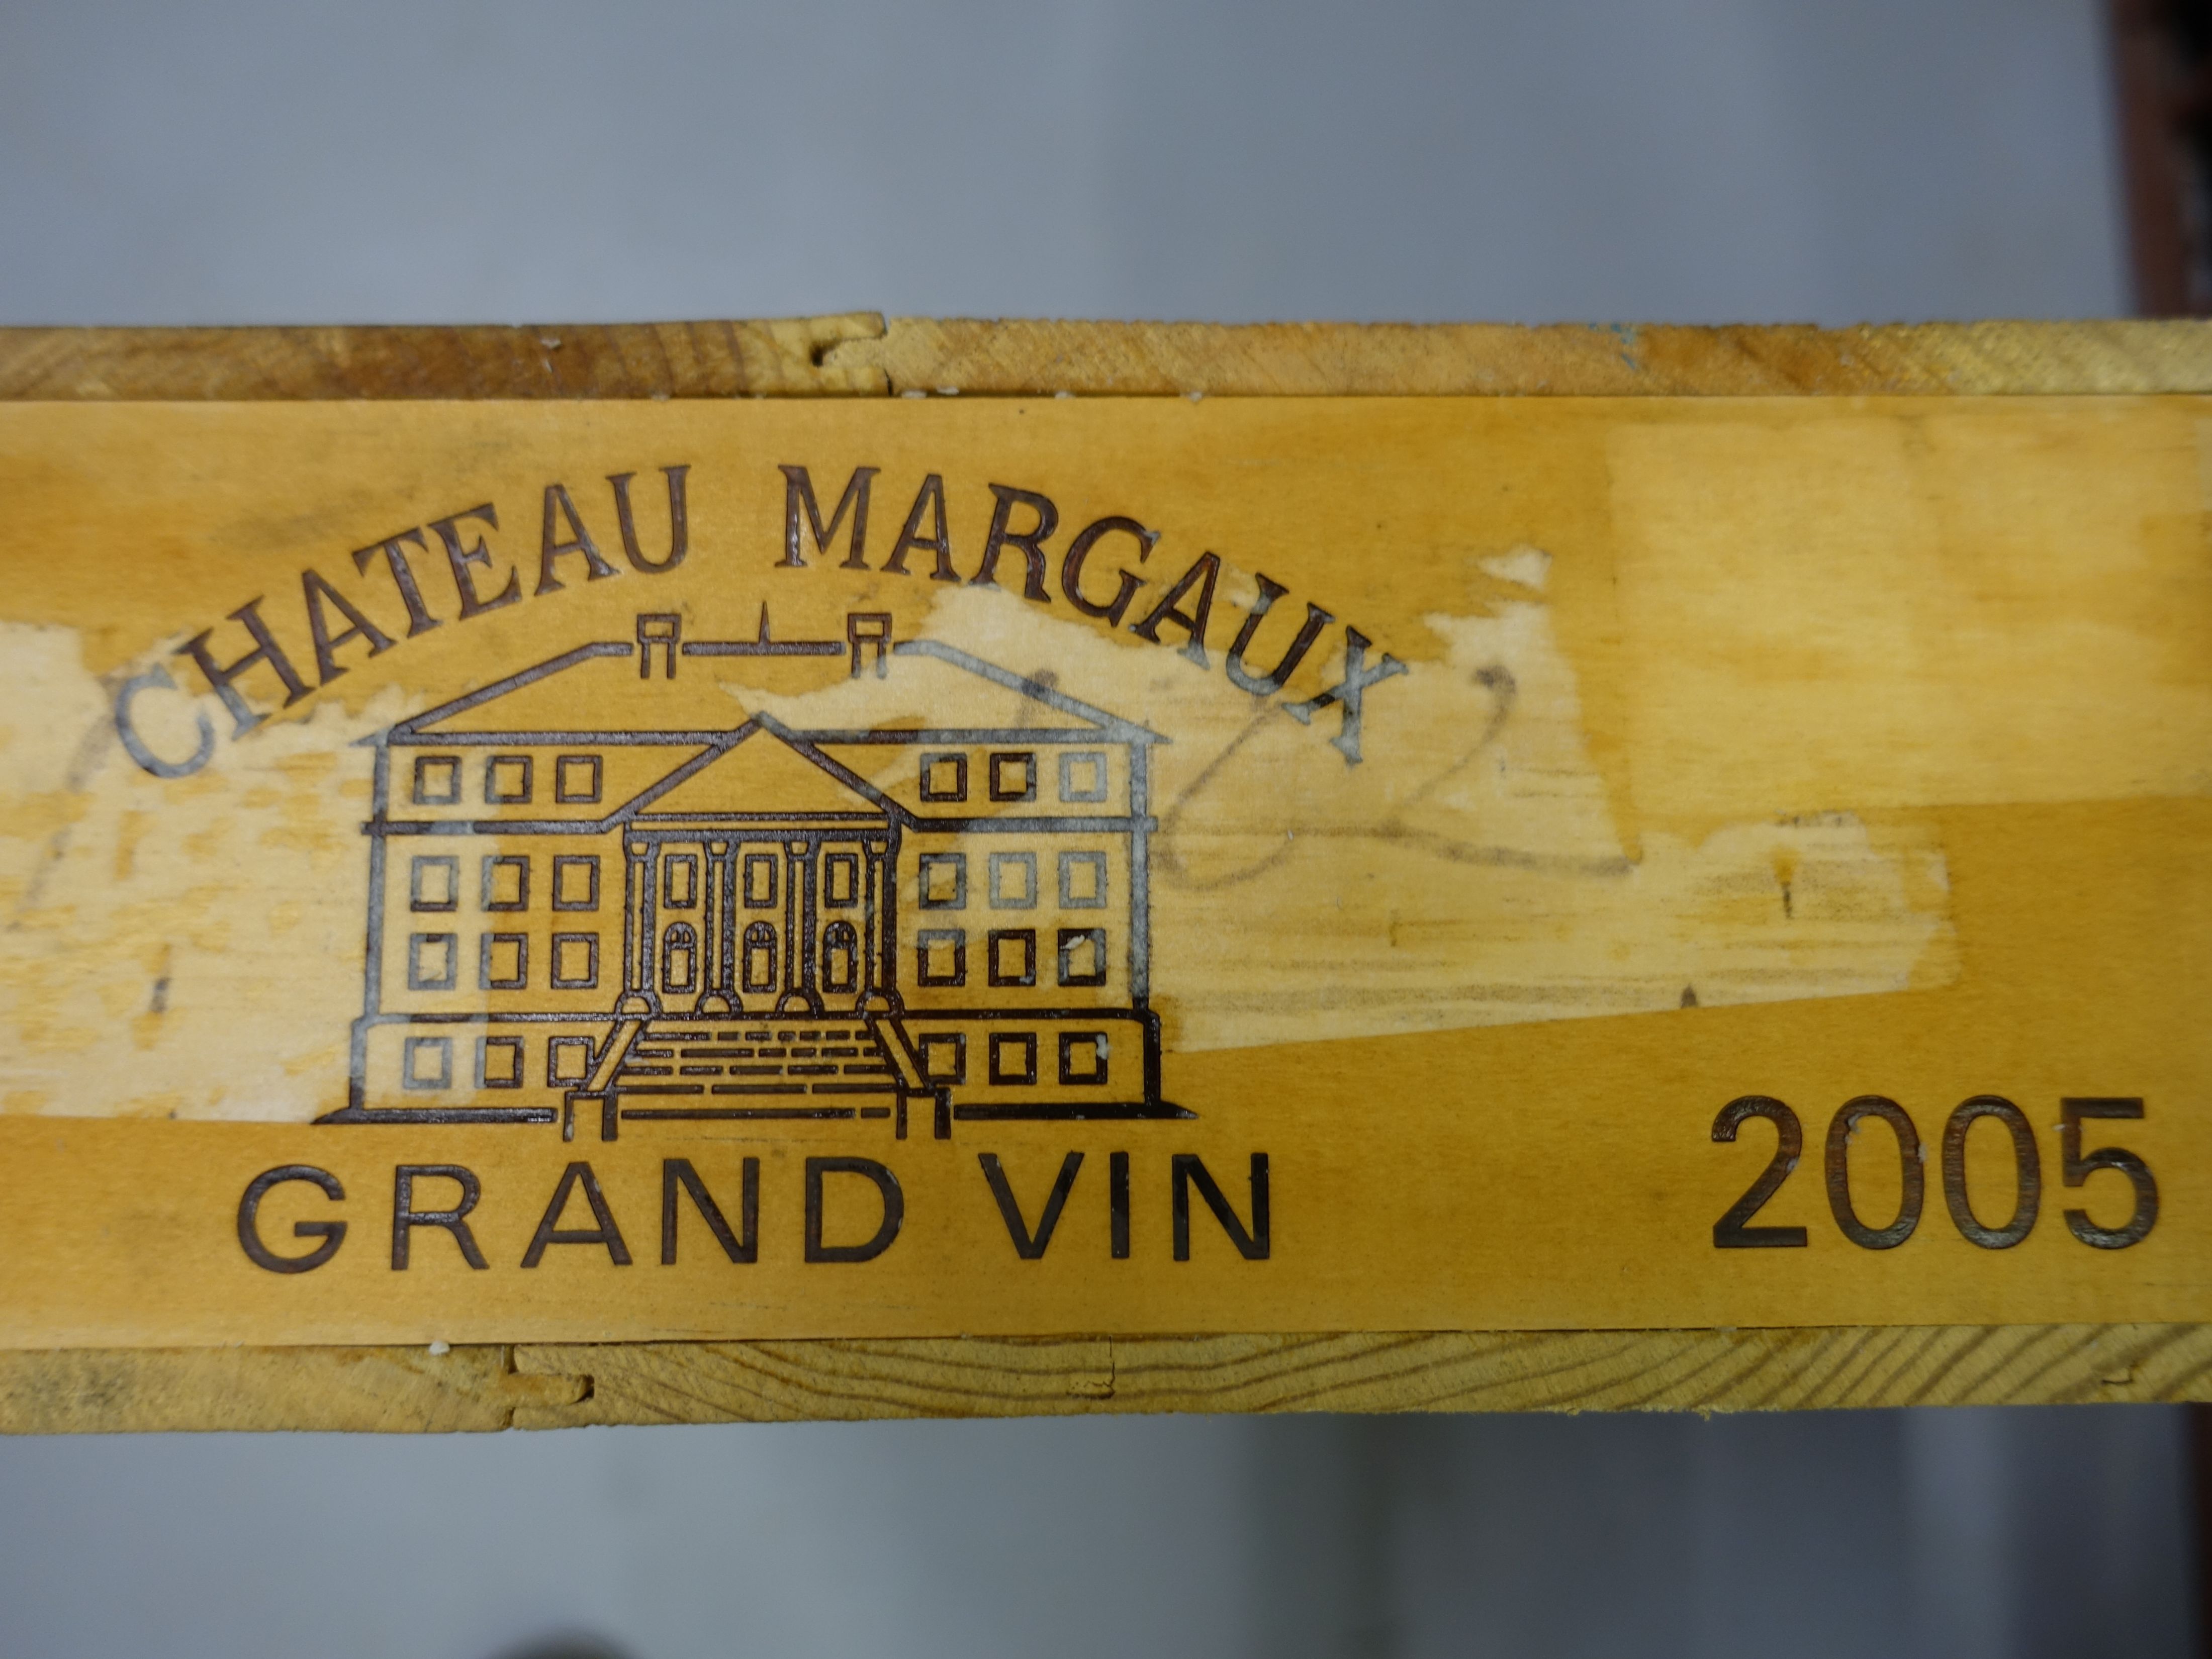 CHATEAU MARGAUX
GRAND VIN
2005